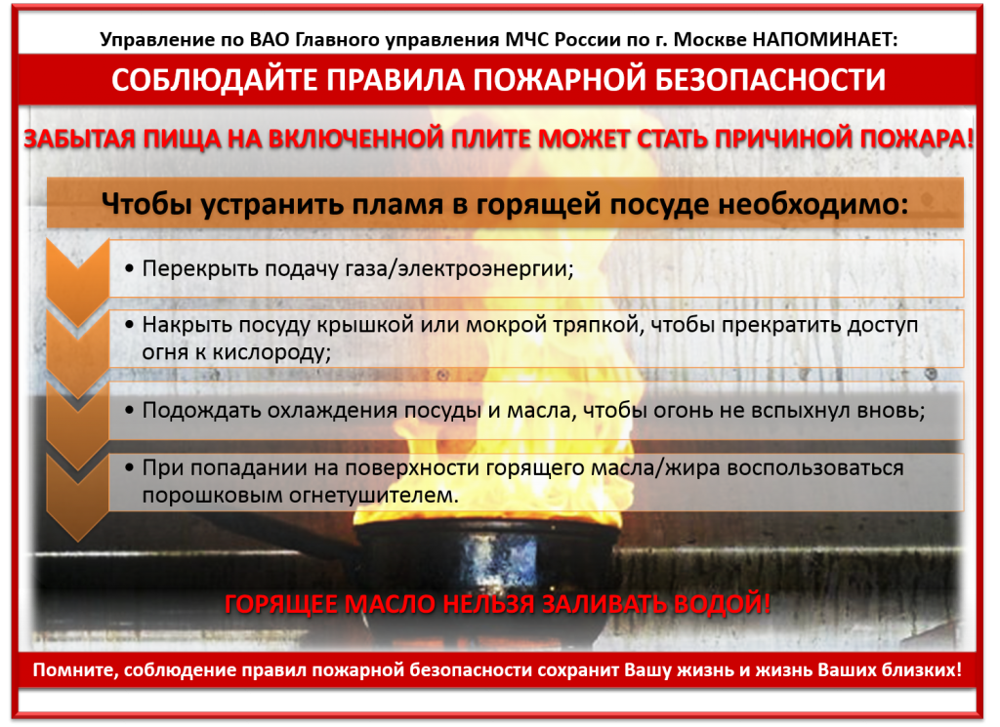 Управление по ВАО Главного управления МЧС России по г. Москве НАПОМИНАЕТ:
СОБЛЮДАЙТЕ ПРАВИЛА ПОЖАРНОЙ БЕЗОПАСНОСТИ
ЗАБЫТАЯ ПИЩА НА ВКЛЮЧЕННОЙ ПЛИТЕ МОЖЕТ СТАТЬ ПРИЧИНОЙ ПОЖАРА!
Чтобы устранить пламя в горящей посуде необходимо:
• Перекрыть подачу газа/электроэнергии;
• Накрыть посуду крышкой или мокрой тряпкой, чтобы прекратить доступ
огня к кислороду;
• Подождать охлаждения посуды и масла, чтобы огонь не вспыхнул вновь;
• При попадании на поверхности горящего масла/жира воспользоваться
порошковым огнетушителем.
ГОРЯЩЕЕ МАСЛО НЕЛЬЗЯ ЗАЛИВАТЬ ВОДОЙ!
Помните, соблюдение правил пожарной безопасности сохранит Вашу жизнь и жизнь Ваших близких!